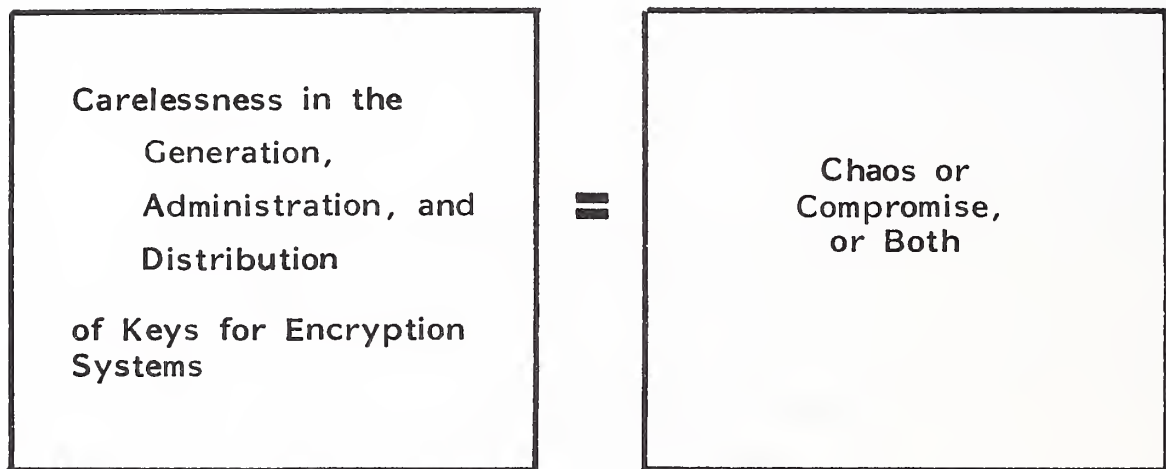 Carelessness in the
Generation,
Administration, and
Distribution
of Keys for Encryption
Systems
=
Chaos or
Compromise,
or Both